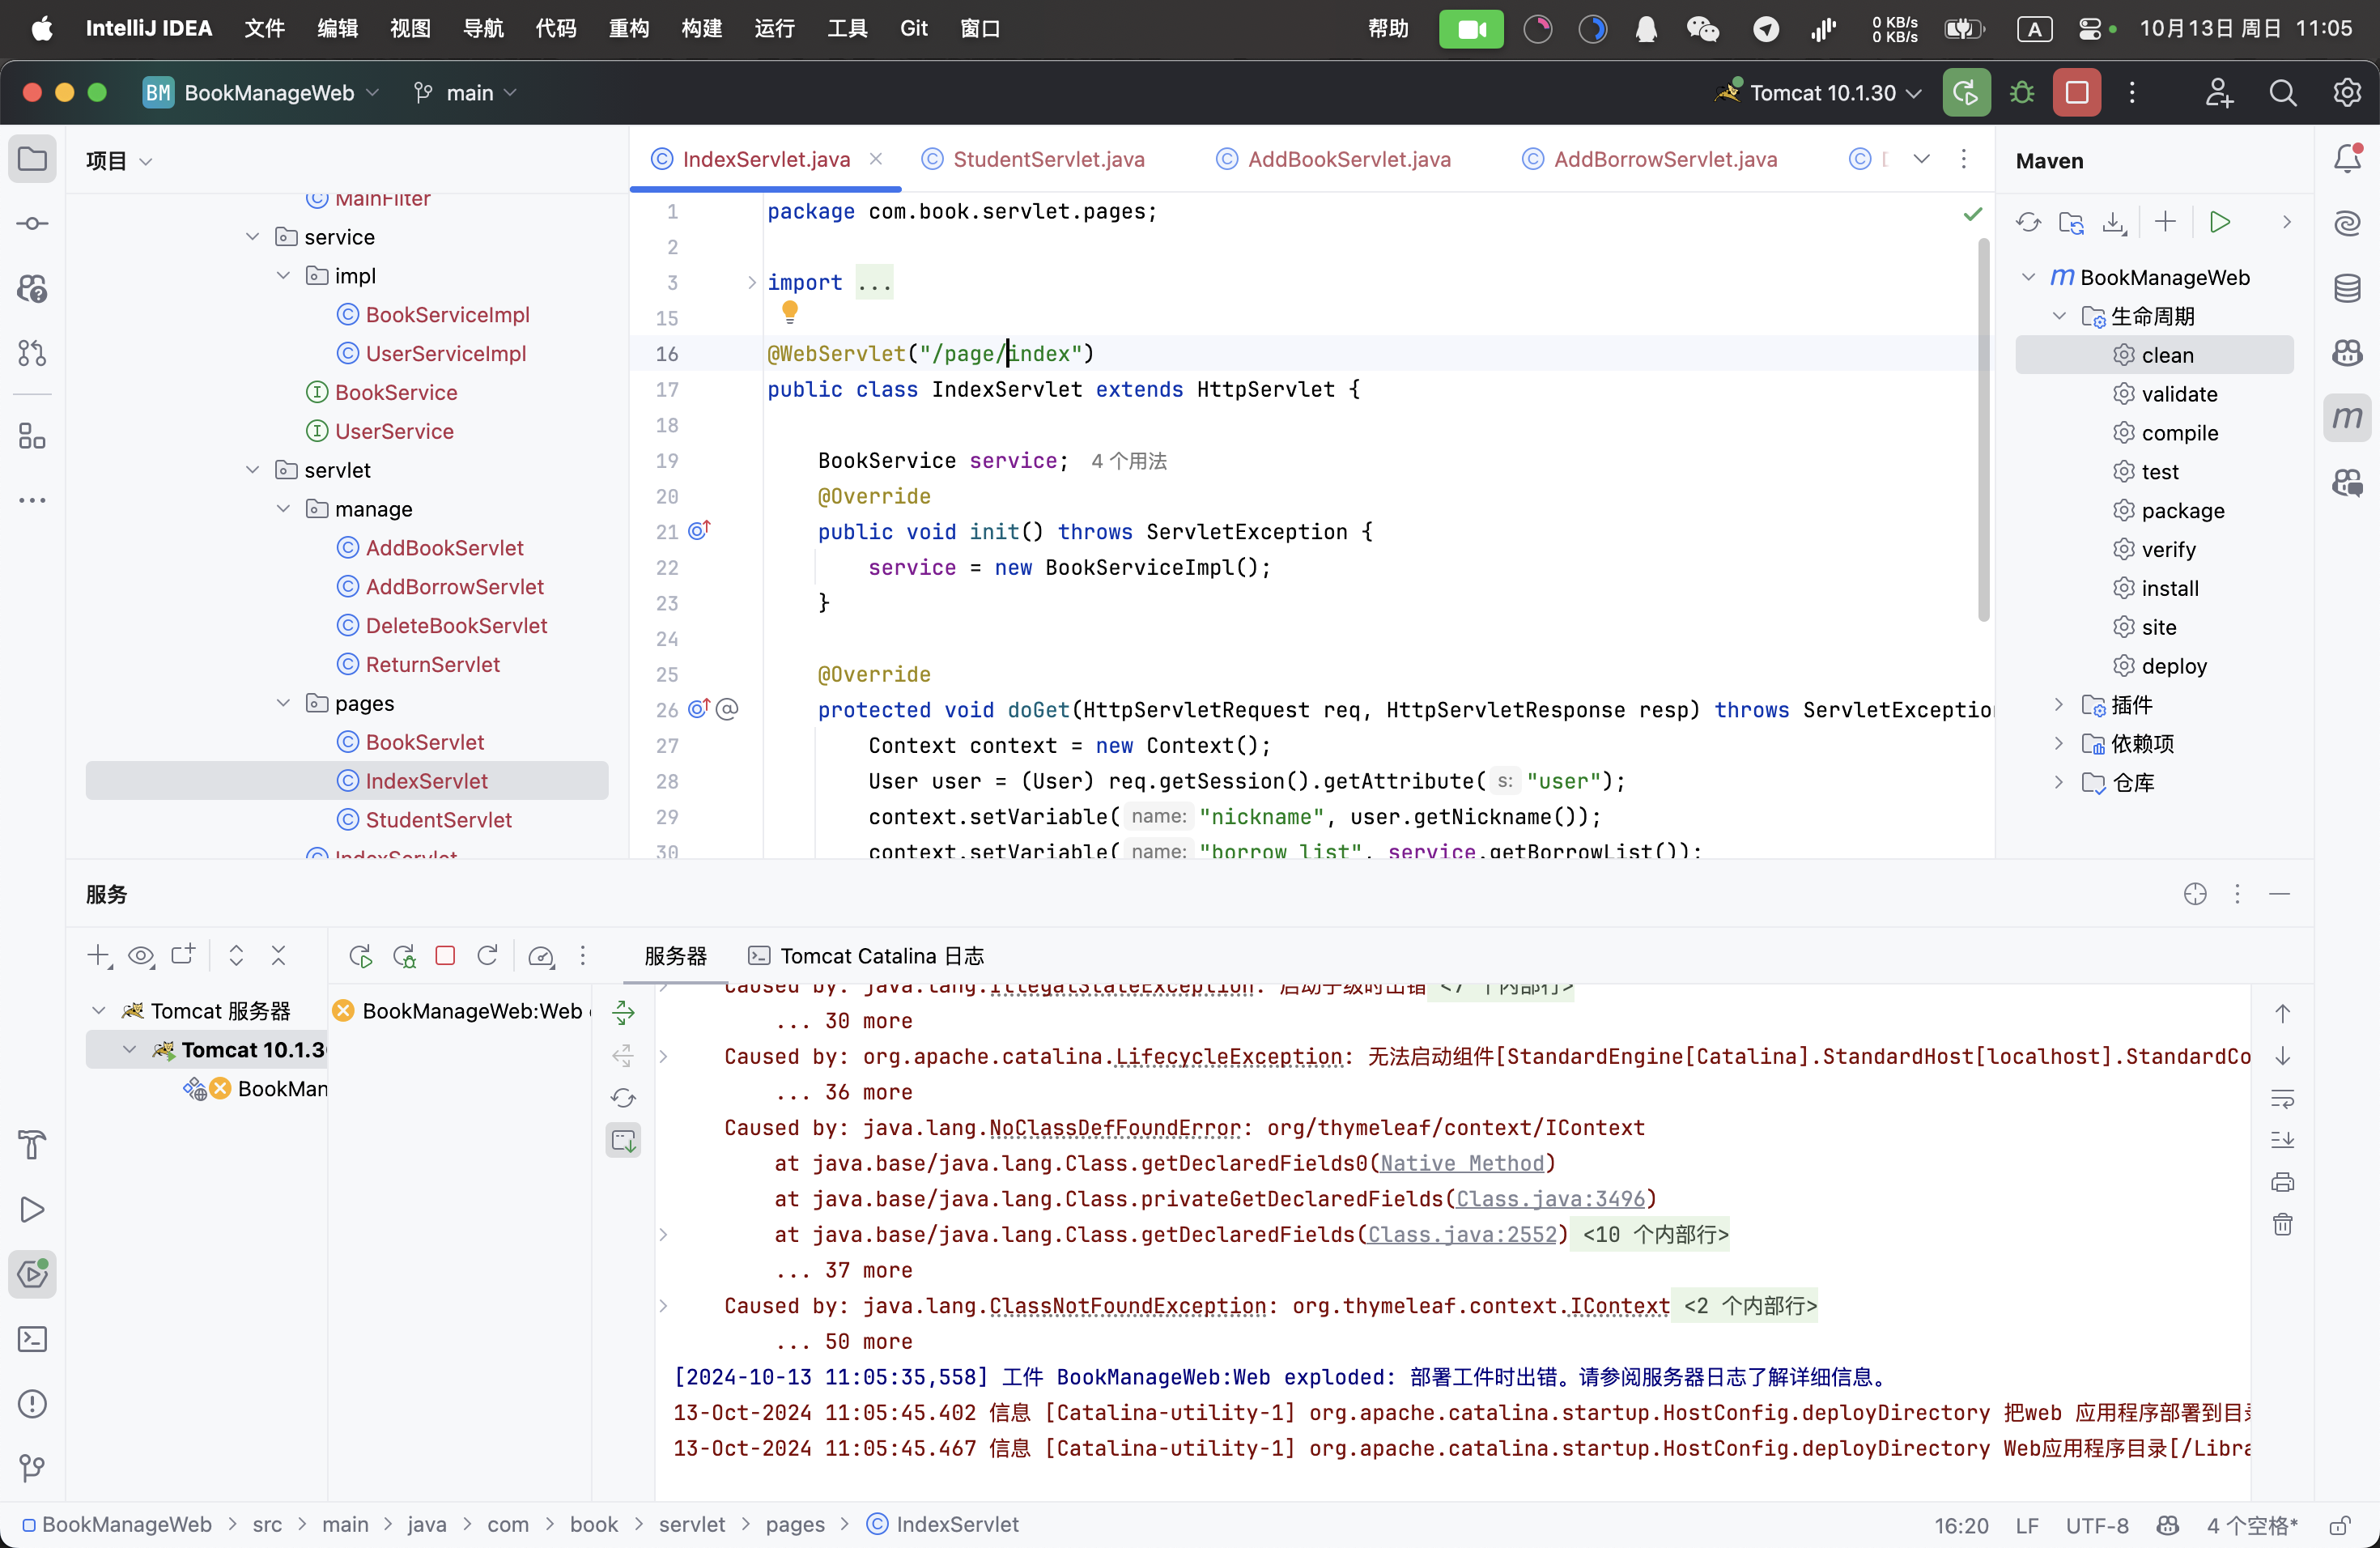 IntelliJ IDEA 文件 编辑 视图 导航 代码 重构 构建 运行 工具 Git 窗口 帮助 0 KB/s 0 KB/s A 10月13日 周日 11:05
BM BookManageWeb main Tomcat 10.1.30
项目
MainFilter
service
impl
BookServiceImpl
UserServiceImpl
BookService
UserService
servlet
manage
AddBookServlet
AddBorrowServlet
DeleteBookServlet
ReturnServlet
pages
BookServlet
IndexServlet
StudentServlet
IndexServlet
IndexServlet.java StudentServlet.java AddBookServlet.java AddBorrowServlet.java
1 package com.book.servlet.pages;
2
3 import ...
15
16 @WebServlet("/page/index")
17 public class IndexServlet extends HttpServlet {
18
19 BookService service; 4 个用法
20 @Override
21 public void init() throws ServletException {
22 service = new BookServiceImpl();
23 }
24
25 @Override
26 protected void doGet(HttpServletRequest req, HttpServletResponse resp) throws ServletExceptio
27 Context context = new Context();
28 User user = (User) req.getSession().getAttribute( s: "user");
29 context.setVariable( name: "nickname", user.getNickname());
30 context.setVariable( name: "borrow_list", service.getBorrowList());
Maven
m BookManageWeb
生命周期
clean
validate
compile
test
package
verify
install
site
deploy
插件
依赖项
仓库
服务
服务器 Tomcat Catalina 日志
Tomcat 服务器
Tomcat 10.1.3
BookMan
BookManageWeb:Web
Caused by: java.lang.IllegalStateException: 启动子级时出错 <7 个内部行>
... 30 more
Caused by: org.apache.catalina.LifecycleException: 无法启动组件[StandardEngine[Catalina].StandardHost[localhost].StandardCo
... 36 more
Caused by: java.lang.NoClassDefFoundError: org/thymeleaf/context/IContext
at java.base/java.lang.Class.getDeclaredFields0(Native Method)
at java.base/java.lang.Class.privateGetDeclaredFields(Class.java:3496)
at java.base/java.lang.Class.getDeclaredFields(Class.java:2552) <10 个内部行>
... 37 more
Caused by: java.lang.ClassNotFoundException: org.thymeleaf.context.IContext <2 个内部行>
... 50 more
[2024-10-13 11:05:35,558] 工件 BookManageWeb:Web exploded: 部署工件时出错。请参阅服务器日志了解详细信息。
13-Oct-2024 11:05:45.402 信息 [Catalina-utility-1] org.apache.catalina.startup.HostConfig.deployDirectory 把web 应用程序部署到目录
13-Oct-2024 11:05:45.467 信息 [Catalina-utility-1] org.apache.catalina.startup.HostConfig.deployDirectory Web应用程序目录[/Libra
BookManageWeb > src > main > java > com > book > servlet > pages > IndexServlet 16:20 LF UTF-8 4 个空格*